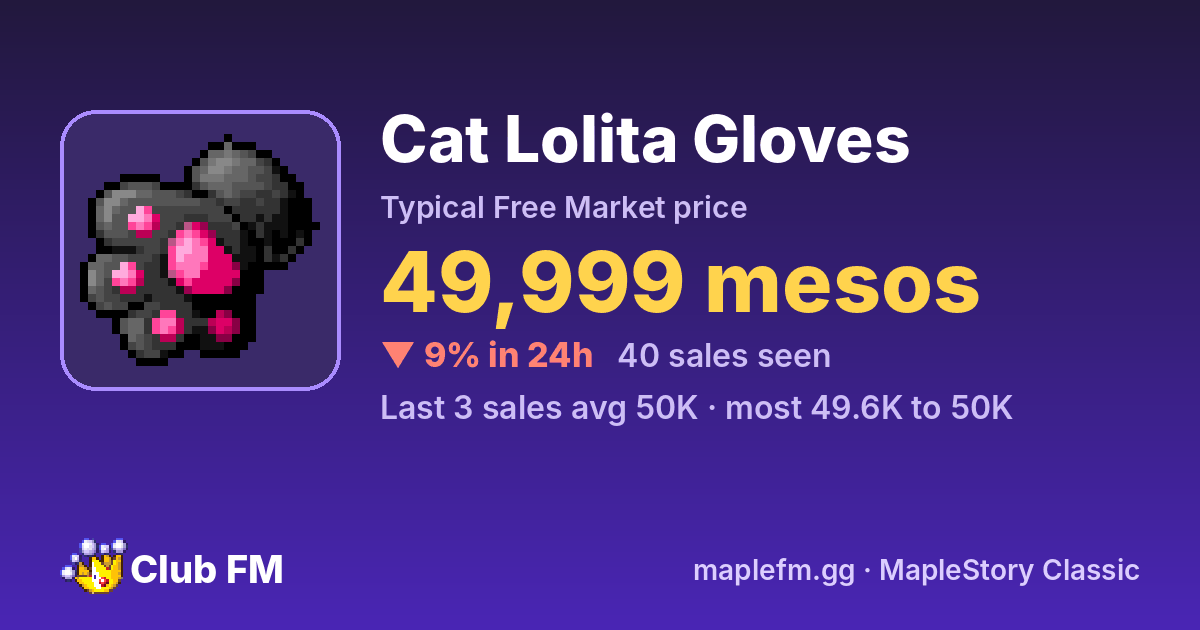 Cat Lolita Gloves
Typical Free Market price
49,999 mesos
▼ 9% in 24h 40 sales seen
Last 3 sales avg 50K · most 49.6K to 50K
Club FM
maplefm.gg · MapleStory Classic